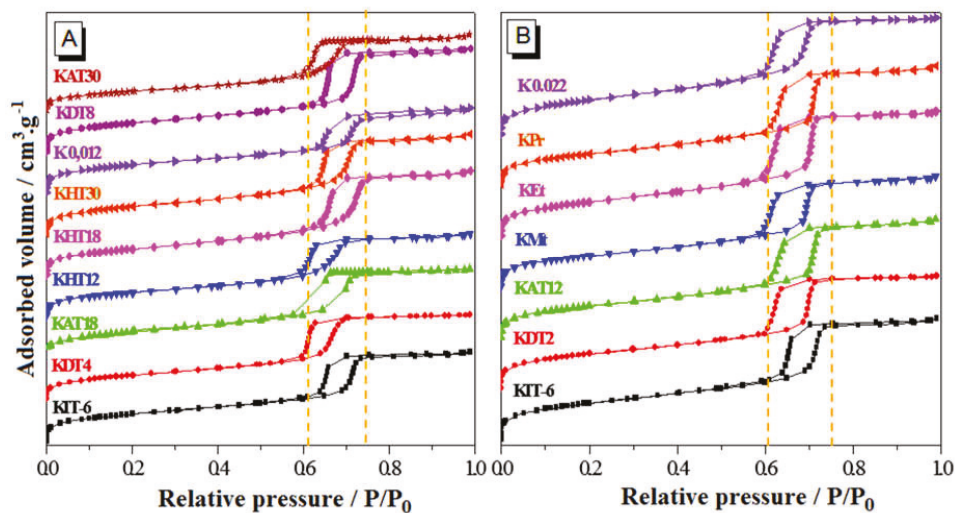 A
KAT30
KDT8
K0,012
KHT30
KHT18
KHT12
KAT18
KDT4
KIT-6
0.0 0.2 0.4 0.6 0.8 1.0
Relative pressure / P/P0
Adsorbed volume / cm3.g-1
B
K0.022
KPr
KEt
KMt
KAT12
KDT2
KIT-6
0.0 0.2 0.4 0.6 0.8 1.0
Relative pressure / P/P0